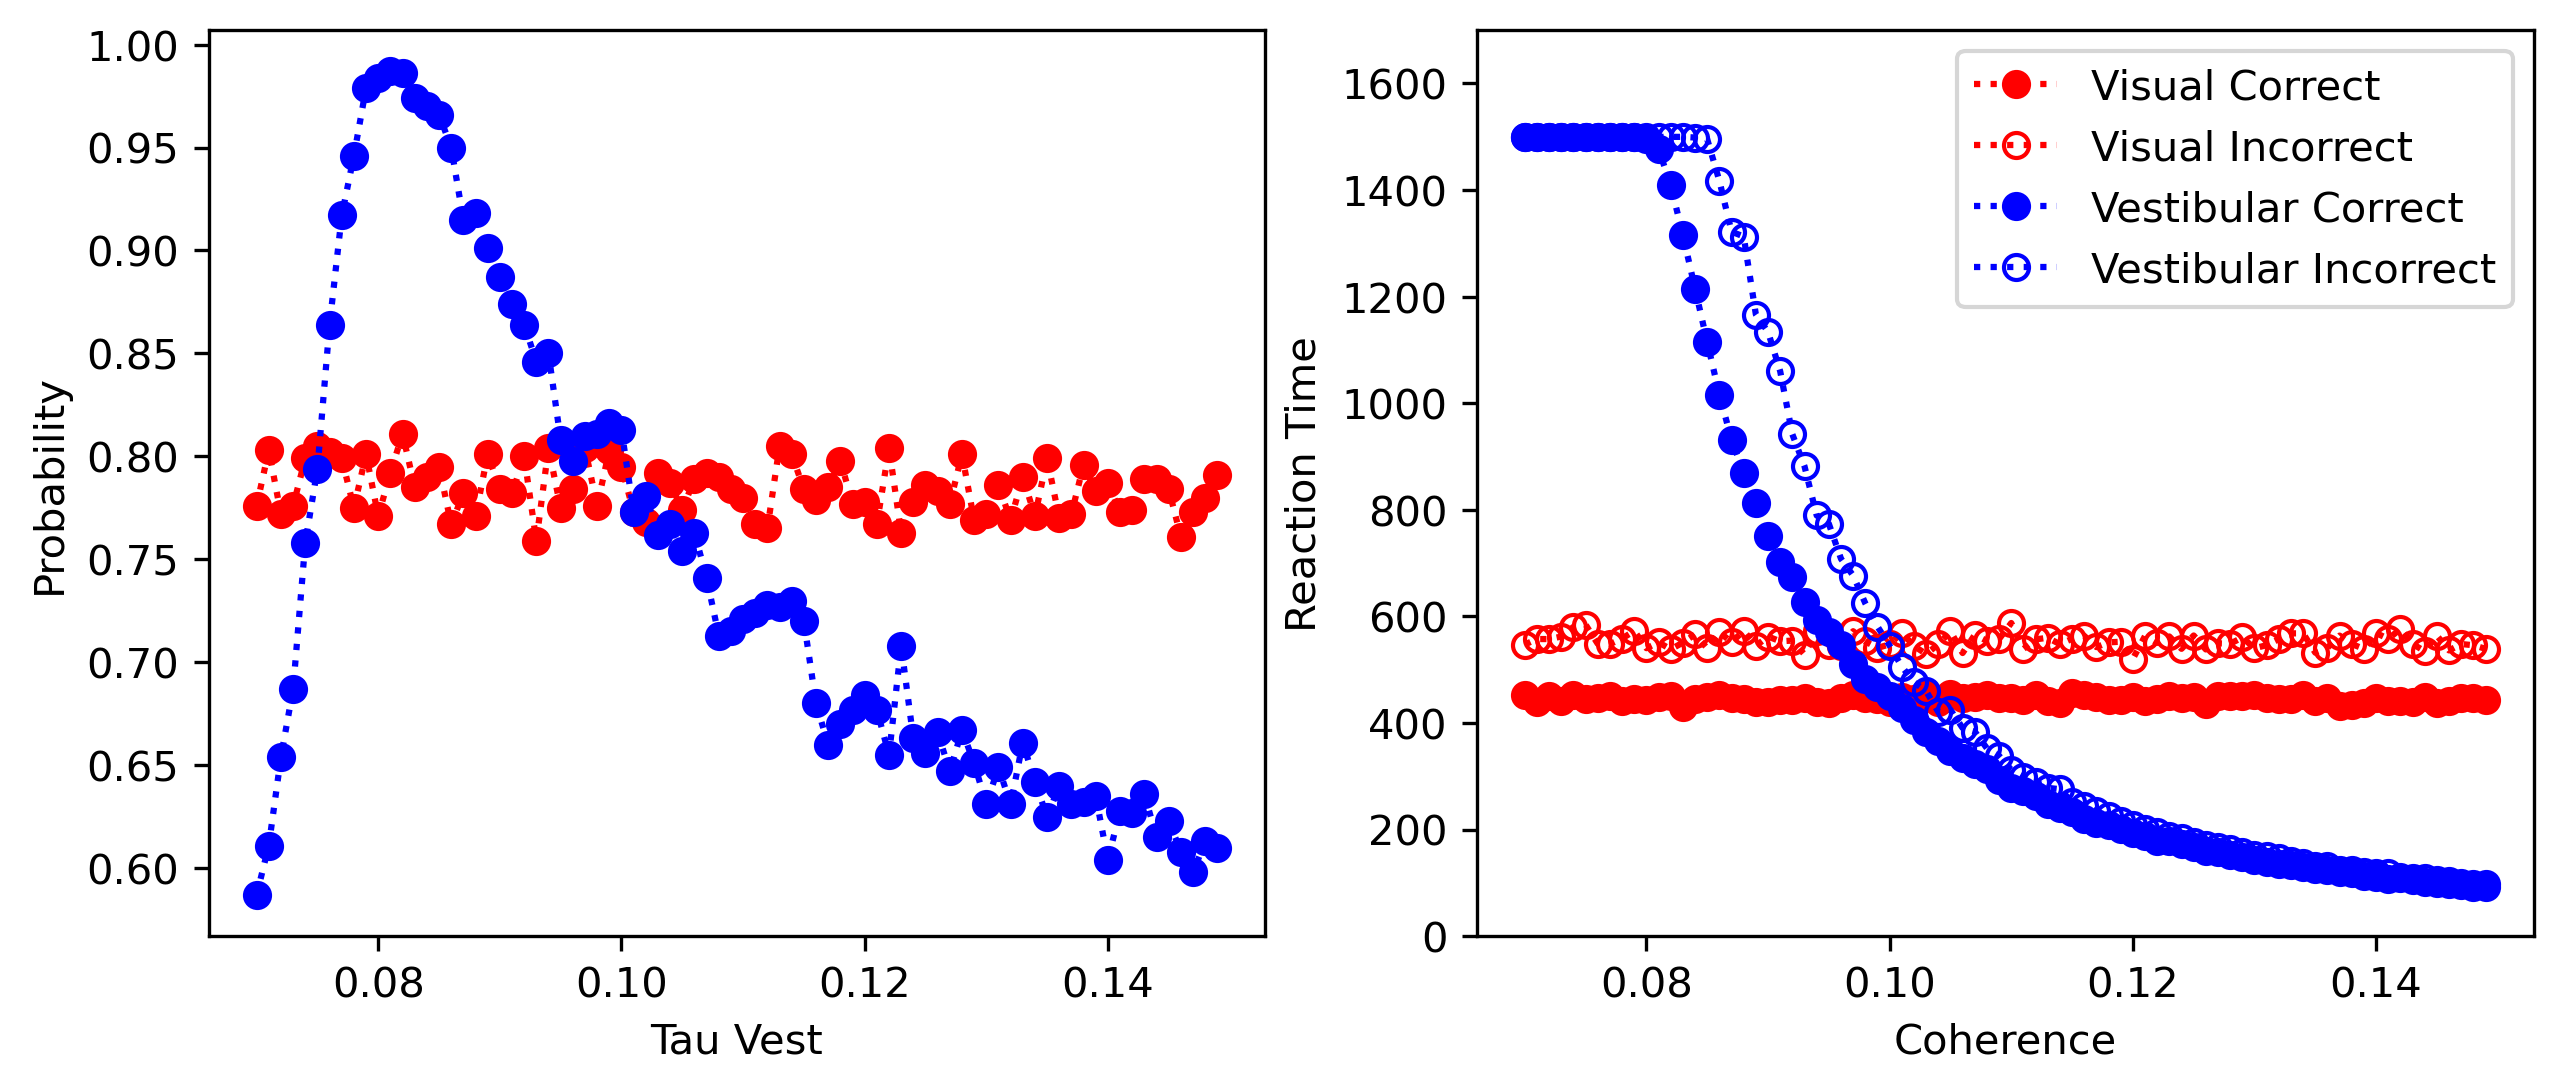 1.00
0.95
0.90
0.85
0.80
0.75
0.70
0.65
0.60
Probability
0.08 0.10 0.12 0.14
Tau Vest
1600
1400
1200
1000
800
600
400
200
0
Reaction Time
0.08 0.10 0.12 0.14
Coherence
Visual Correct
Visual Incorrect
Vestibular Correct
Vestibular Incorrect